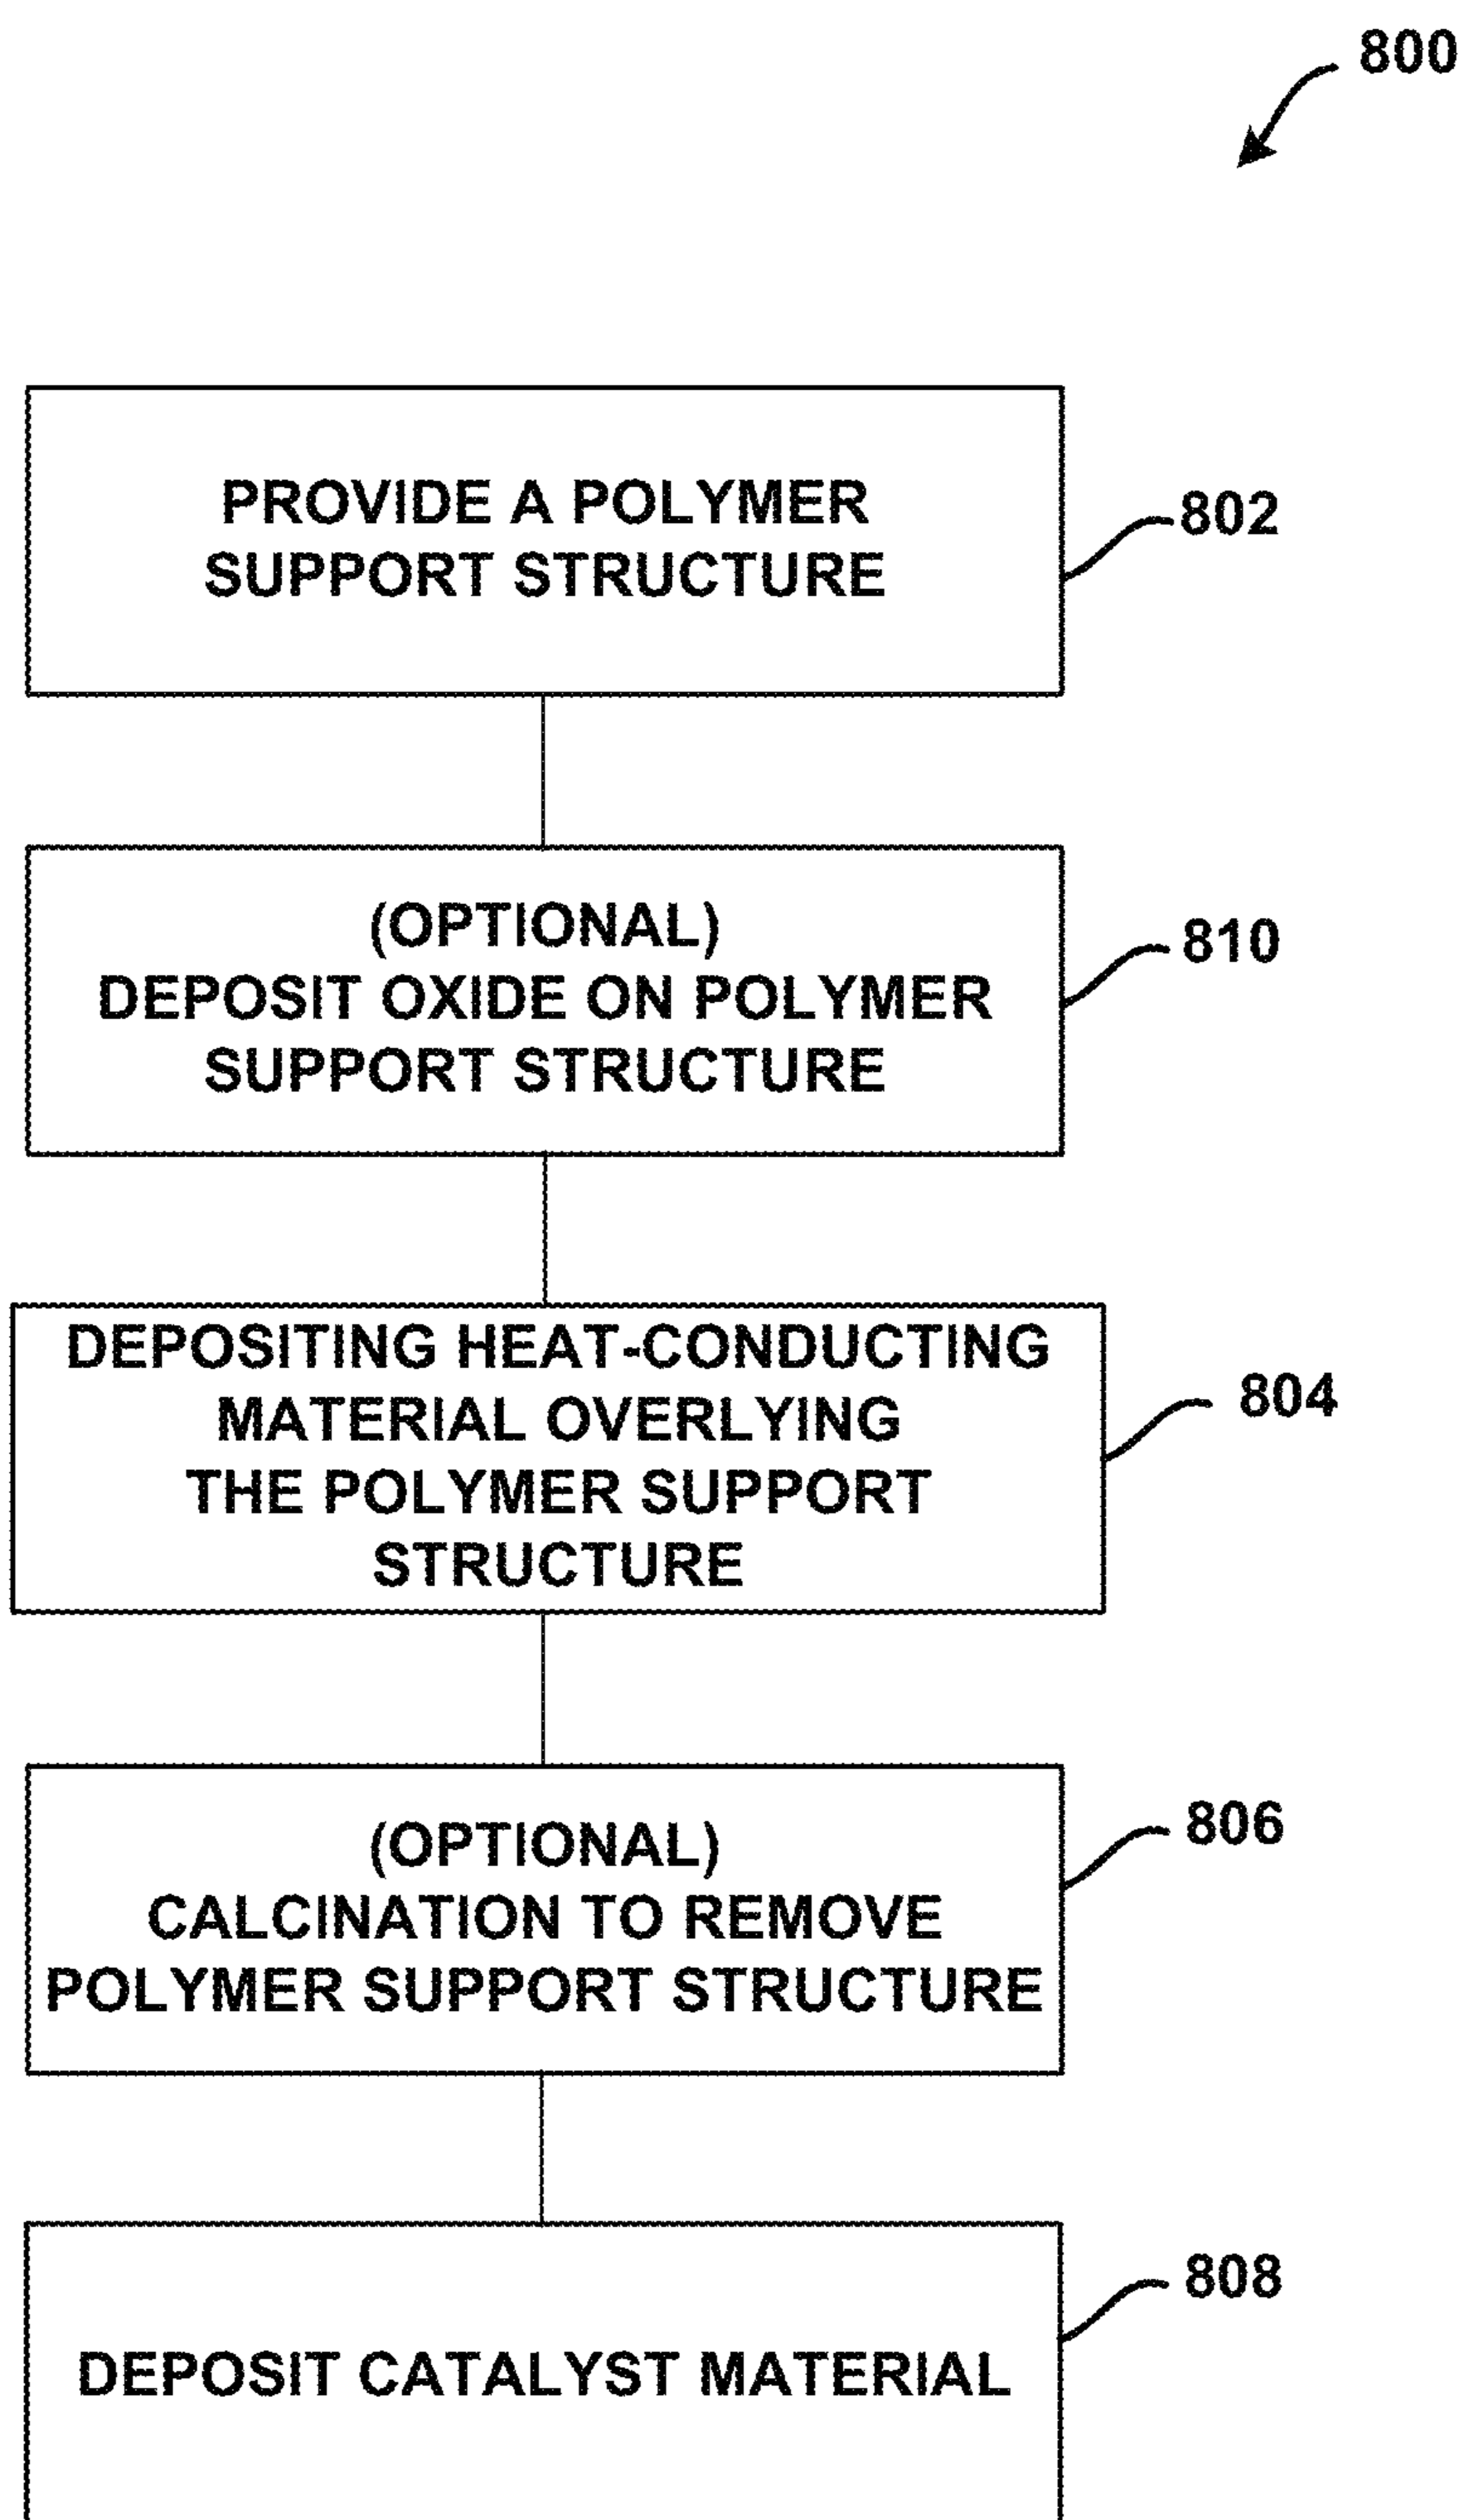 800
PROVIDE A POLYMER
SUPPORT STRUCTURE
802
(OPTIONAL)
DEPOSIT OXIDE ON POLYMER
SUPPORT STRUCTURE
810
DEPOSITING HEAT-CONDUCTING
MATERIAL OVERLYING
THE POLYMER SUPPORT
STRUCTURE
804
(OPTIONAL)
CALCINATION TO REMOVE
POLYMER SUPPORT STRUCTURE
806
DEPOSIT CATALYST MATERIAL
808